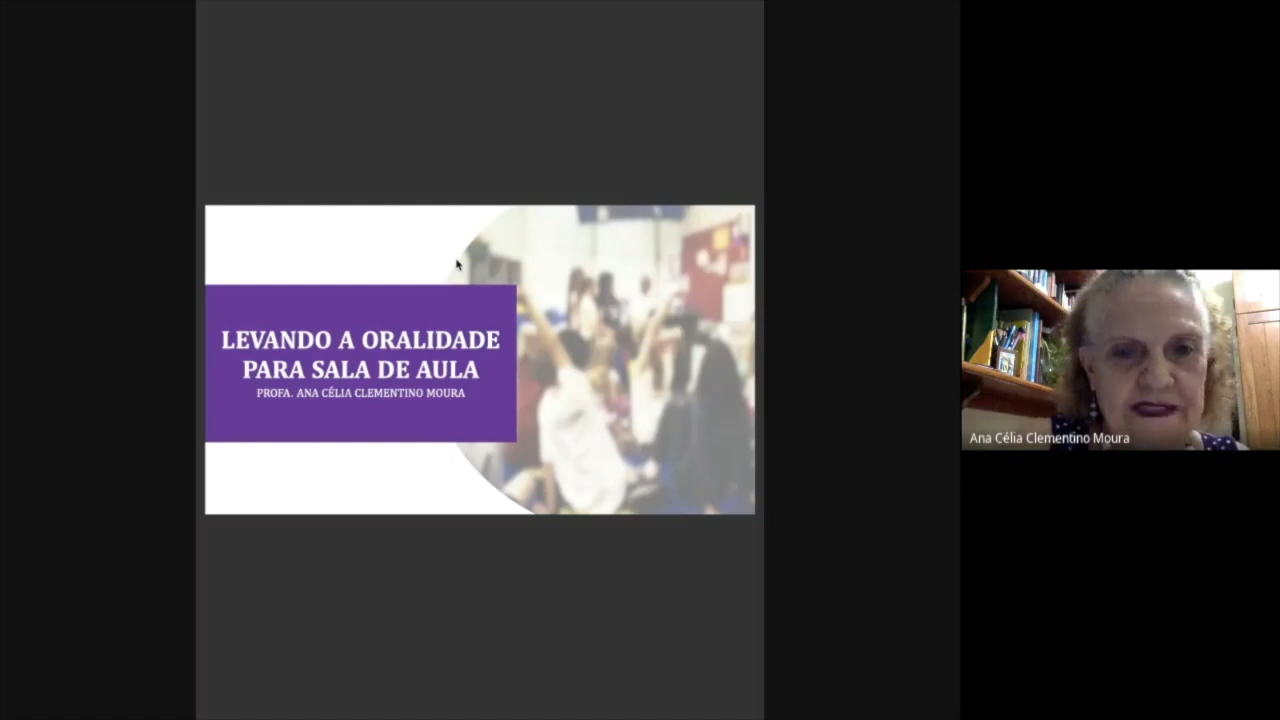 LEVANDO A ORALIDADE
PARA SALA DE AULA
PROFA. ANA CÉLIA CLEMENTINO MOURA
Ana Célia Clementino Moura